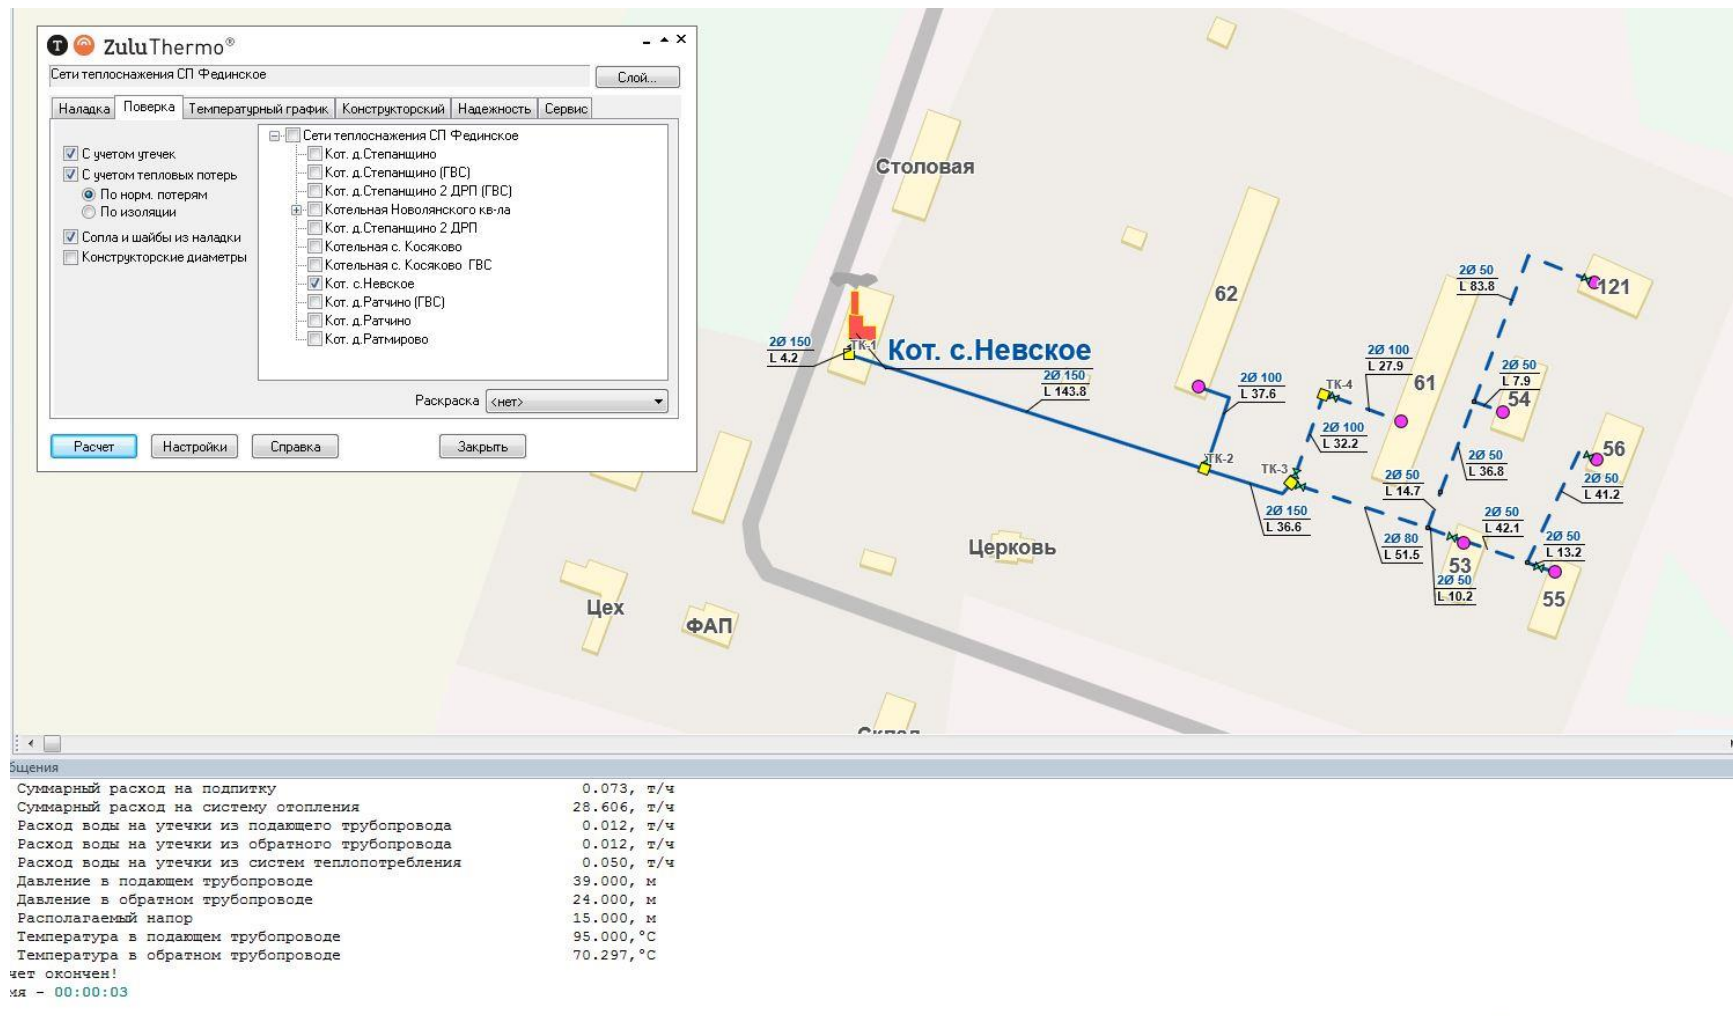 ZuluThermo®
Сети теплоснажения СП Фединское
Слой...
Наладка Поверка Температурный график Конструкторский Надежность Сервис
С учетом утечек
С учетом тепловых потерь
По норм. потерям
По изоляции
Сопла и шайбы из наладки
Конструкторские диаметры
Сети теплоснажения СП Фединское
Кот. д.Степанщино
Кот. д.Степанщино (ГВС)
Кот. д.Степанщино 2 ДРП (ГВС)
Котельная Новолянского кв-ла
Кот. д.Степанщино 2 ДРП
Котельная с. Косяково
Котельная с. Косяково ГВС
Кот. с.Невское
Кот. д.Ратчино (ГВС)
Кот. д.Ратчино
Кот. д.Ратмирово
Раскраска <нет>
Расчет Настройки Справка Закрыть
Столовая
62
121
2Ø 50
L 83.8
2Ø 150
L 4.2
ТК-1
Кот. с.Невское
2Ø 150
L 143.8
2Ø 100
L 37.6
2Ø 100
L 27.9
ТК-4
61
2Ø 50
L 7.9
54
2Ø 100
L 32.2
ТК-2
ТК-3
2Ø 50
L 36.8
56
2Ø 50
L 14.7
2Ø 50
L 41.2
2Ø 150
L 36.6
2Ø 50
L 42.1
2Ø 80
L 51.5
2Ø 50
L 13.2
53
2Ø 50
L 10.2
55
Церковь
Цех
ФАП
Склад
бщения
Суммарный расход на подпитку 0.073, т/ч
Суммарный расход на систему отопления 28.606, т/ч
Расход воды на утечки из подающего трубопровода 0.012, т/ч
Расход воды на утечки из обратного трубопровода 0.012, т/ч
Расход воды на утечки из систем теплопотребления 0.050, т/ч
Давление в подающем трубопроводе 39.000, м
Давление в обратном трубопроводе 24.000, м
Располагаемый напор 15.000, м
Температура в подающем трубопроводе 95.000,°C
Температура в обратном трубопроводе 70.297,°C
чет окончен!
мя - 00:00:03